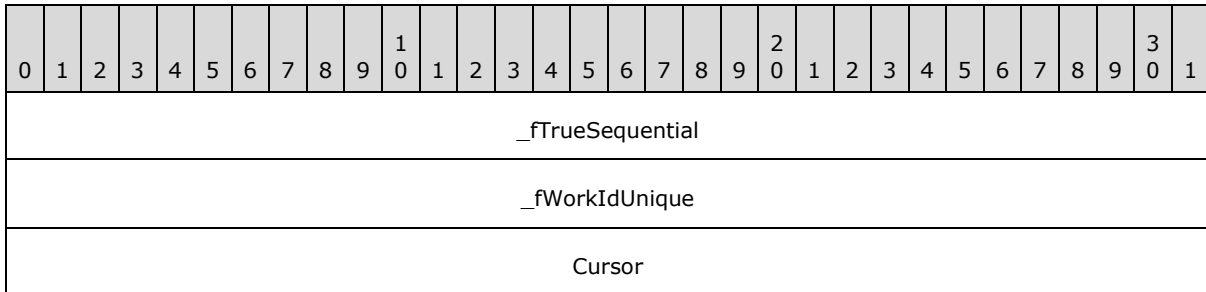 0 1 2 3 4 5 6 7 8 9 1 0 1 2 3 4 5 6 7 8 9 2 0 1 2 3 4 5 6 7 8 9 3 0 1
_fTrueSequential
_fWorkIdUnique
Cursor